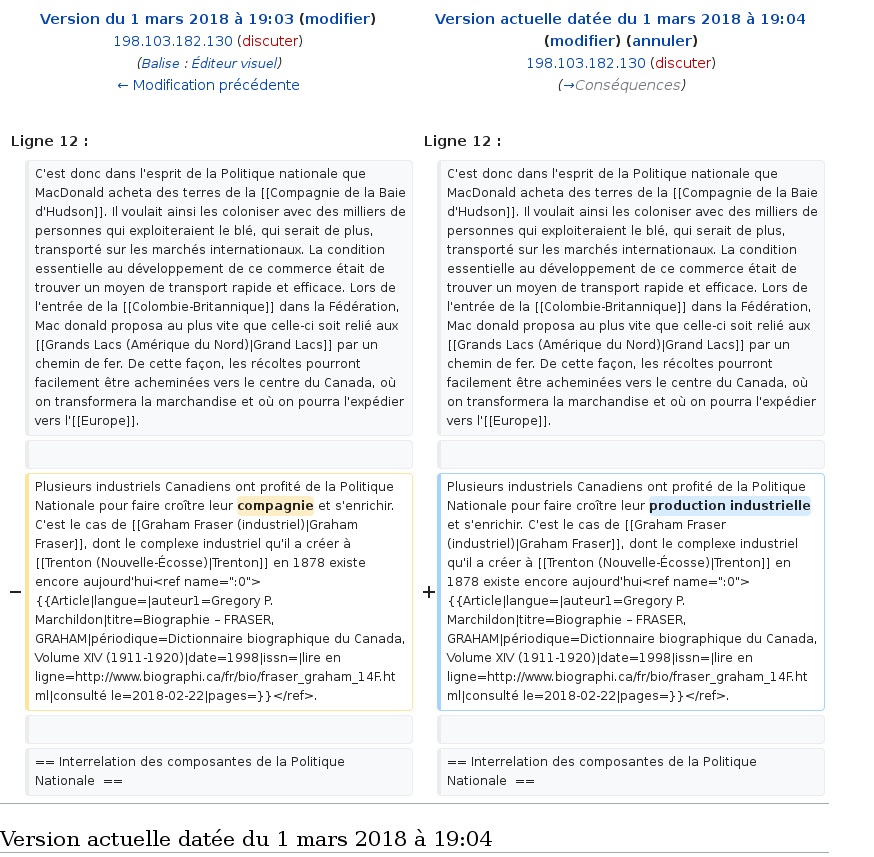 Version du 1 mars 2018 à 19:03 (modifier)
198.103.182.130 (discuter)
(Balise : Éditeur visuel)
← Modification précédente
Version actuelle datée du 1 mars 2018 à 19:04
(modifier) (annuler)
198.103.182.130 (discuter)
(→Conséquences)
Ligne 12 :
C'est donc dans l'esprit de la Politique nationale que
MacDonald acheta des terres de la [[Compagnie de la Baie
d'Hudson]]. Il voulait ainsi les coloniser avec des milliers de
personnes qui exploiteraient le blé, qui serait de plus,
transporté sur les marchés internationaux. La condition
essentielle au développement de ce commerce était de
trouver un moyen de transport rapide et efficace. Lors de
l'entrée de la [[Colombie-Britannique]] dans la Fédération,
Mac donald proposa au plus vite que celle-ci soit relié aux
[[Grands Lacs (Amérique du Nord)|Grand Lacs]] par un
chemin de fer. De cette façon, les récoltes pourront
facilement être acheminées vers le centre du Canada, où
on transformera la marchandise et où on pourra l'expédier
vers l'[[Europe]].
− Plusieurs industriels Canadiens ont profité de la Politique
Nationale pour faire croître leur compagnie et s'enrichir.
C'est le cas de [[Graham Fraser (industriel)|Graham
Fraser]], dont le complexe industriel qu'il a créer à
[[Trenton (Nouvelle-Écosse)|Trenton]] en 1878 existe
encore aujourd'hui<ref name=":0">
{{Article|langue=|auteur1=Gregory P.
Marchildon|titre=Biographie – FRASER,
GRAHAM|périodique=Dictionnaire biographique du Canada,
Volume XIV (1911-1920)|date=1998|issn=|lire en
ligne=http://www.biographi.ca/fr/bio/fraser_graham_14F.ht
ml|consulté le=2018-02-22|pages=}}</ref>.
== Interrelation des composantes de la Politique
Nationale  ==
Ligne 12 :
C'est donc dans l'esprit de la Politique nationale que
MacDonald acheta des terres de la [[Compagnie de la Baie
d'Hudson]]. Il voulait ainsi les coloniser avec des milliers de
personnes qui exploiteraient le blé, qui serait de plus,
transporté sur les marchés internationaux. La condition
essentielle au développement de ce commerce était de
trouver un moyen de transport rapide et efficace. Lors de
l'entrée de la [[Colombie-Britannique]] dans la Fédération,
Mac donald proposa au plus vite que celle-ci soit relié aux
[[Grands Lacs (Amérique du Nord)|Grand Lacs]] par un
chemin de fer. De cette façon, les récoltes pourront
facilement être acheminées vers le centre du Canada, où
on transformera la marchandise et où on pourra l'expédier
vers l'[[Europe]].
+ Plusieurs industriels Canadiens ont profité de la Politique
Nationale pour faire croître leur production industrielle
et s'enrichir. C'est le cas de [[Graham Fraser
(industriel)|Graham Fraser]], dont le complexe industriel
qu'il a créer à [[Trenton (Nouvelle-Écosse)|Trenton]] en
1878 existe encore aujourd'hui<ref name=":0">
{{Article|langue=|auteur1=Gregory P.
Marchildon|titre=Biographie – FRASER,
GRAHAM|périodique=Dictionnaire biographique du Canada,
Volume XIV (1911-1920)|date=1998|issn=|lire en
ligne=http://www.biographi.ca/fr/bio/fraser_graham_14F.ht
ml|consulté le=2018-02-22|pages=}}</ref>.
== Interrelation des composantes de la Politique
Nationale  ==
Version actuelle datée du 1 mars 2018 à 19:04